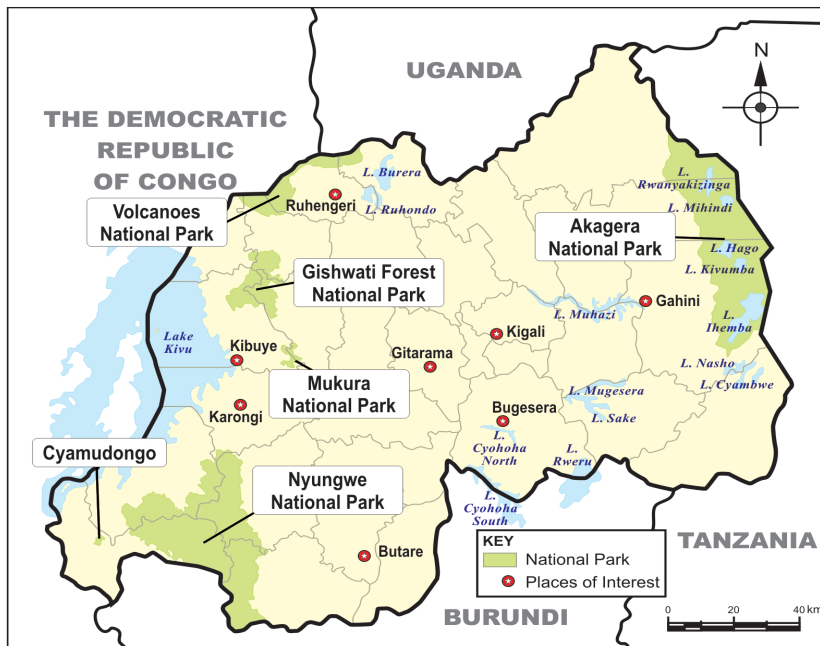 UGANDA
N
THE DEMOCRATIC
REPUBLIC
OF CONGO
L. Burera
L.
Rwanyakizinga
Ruhengeri
L. Ruhondo
L. Mihindi
Volcanoes
National Park
Akagera
National Park
L. Hago
L. Kivumba
Gishwati Forest
National Park
Gahini
L. Muhazi
L.
Ihemba
Lake
Kivu
Kibuye
Kigali
Gitarama
L. Nasho
L. Cyambwe
Mukura
National Park
L. Mugesera
Karongi
Bugesera
L. Sake
Cyamudongo
L.
Cyohoha
North
L.
Rweru
Nyungwe
National Park
L.
Cyohoha
South
TANZANIA
KEY
National Park
Places of Interest
Butare
BURUNDI
0 20 40 km